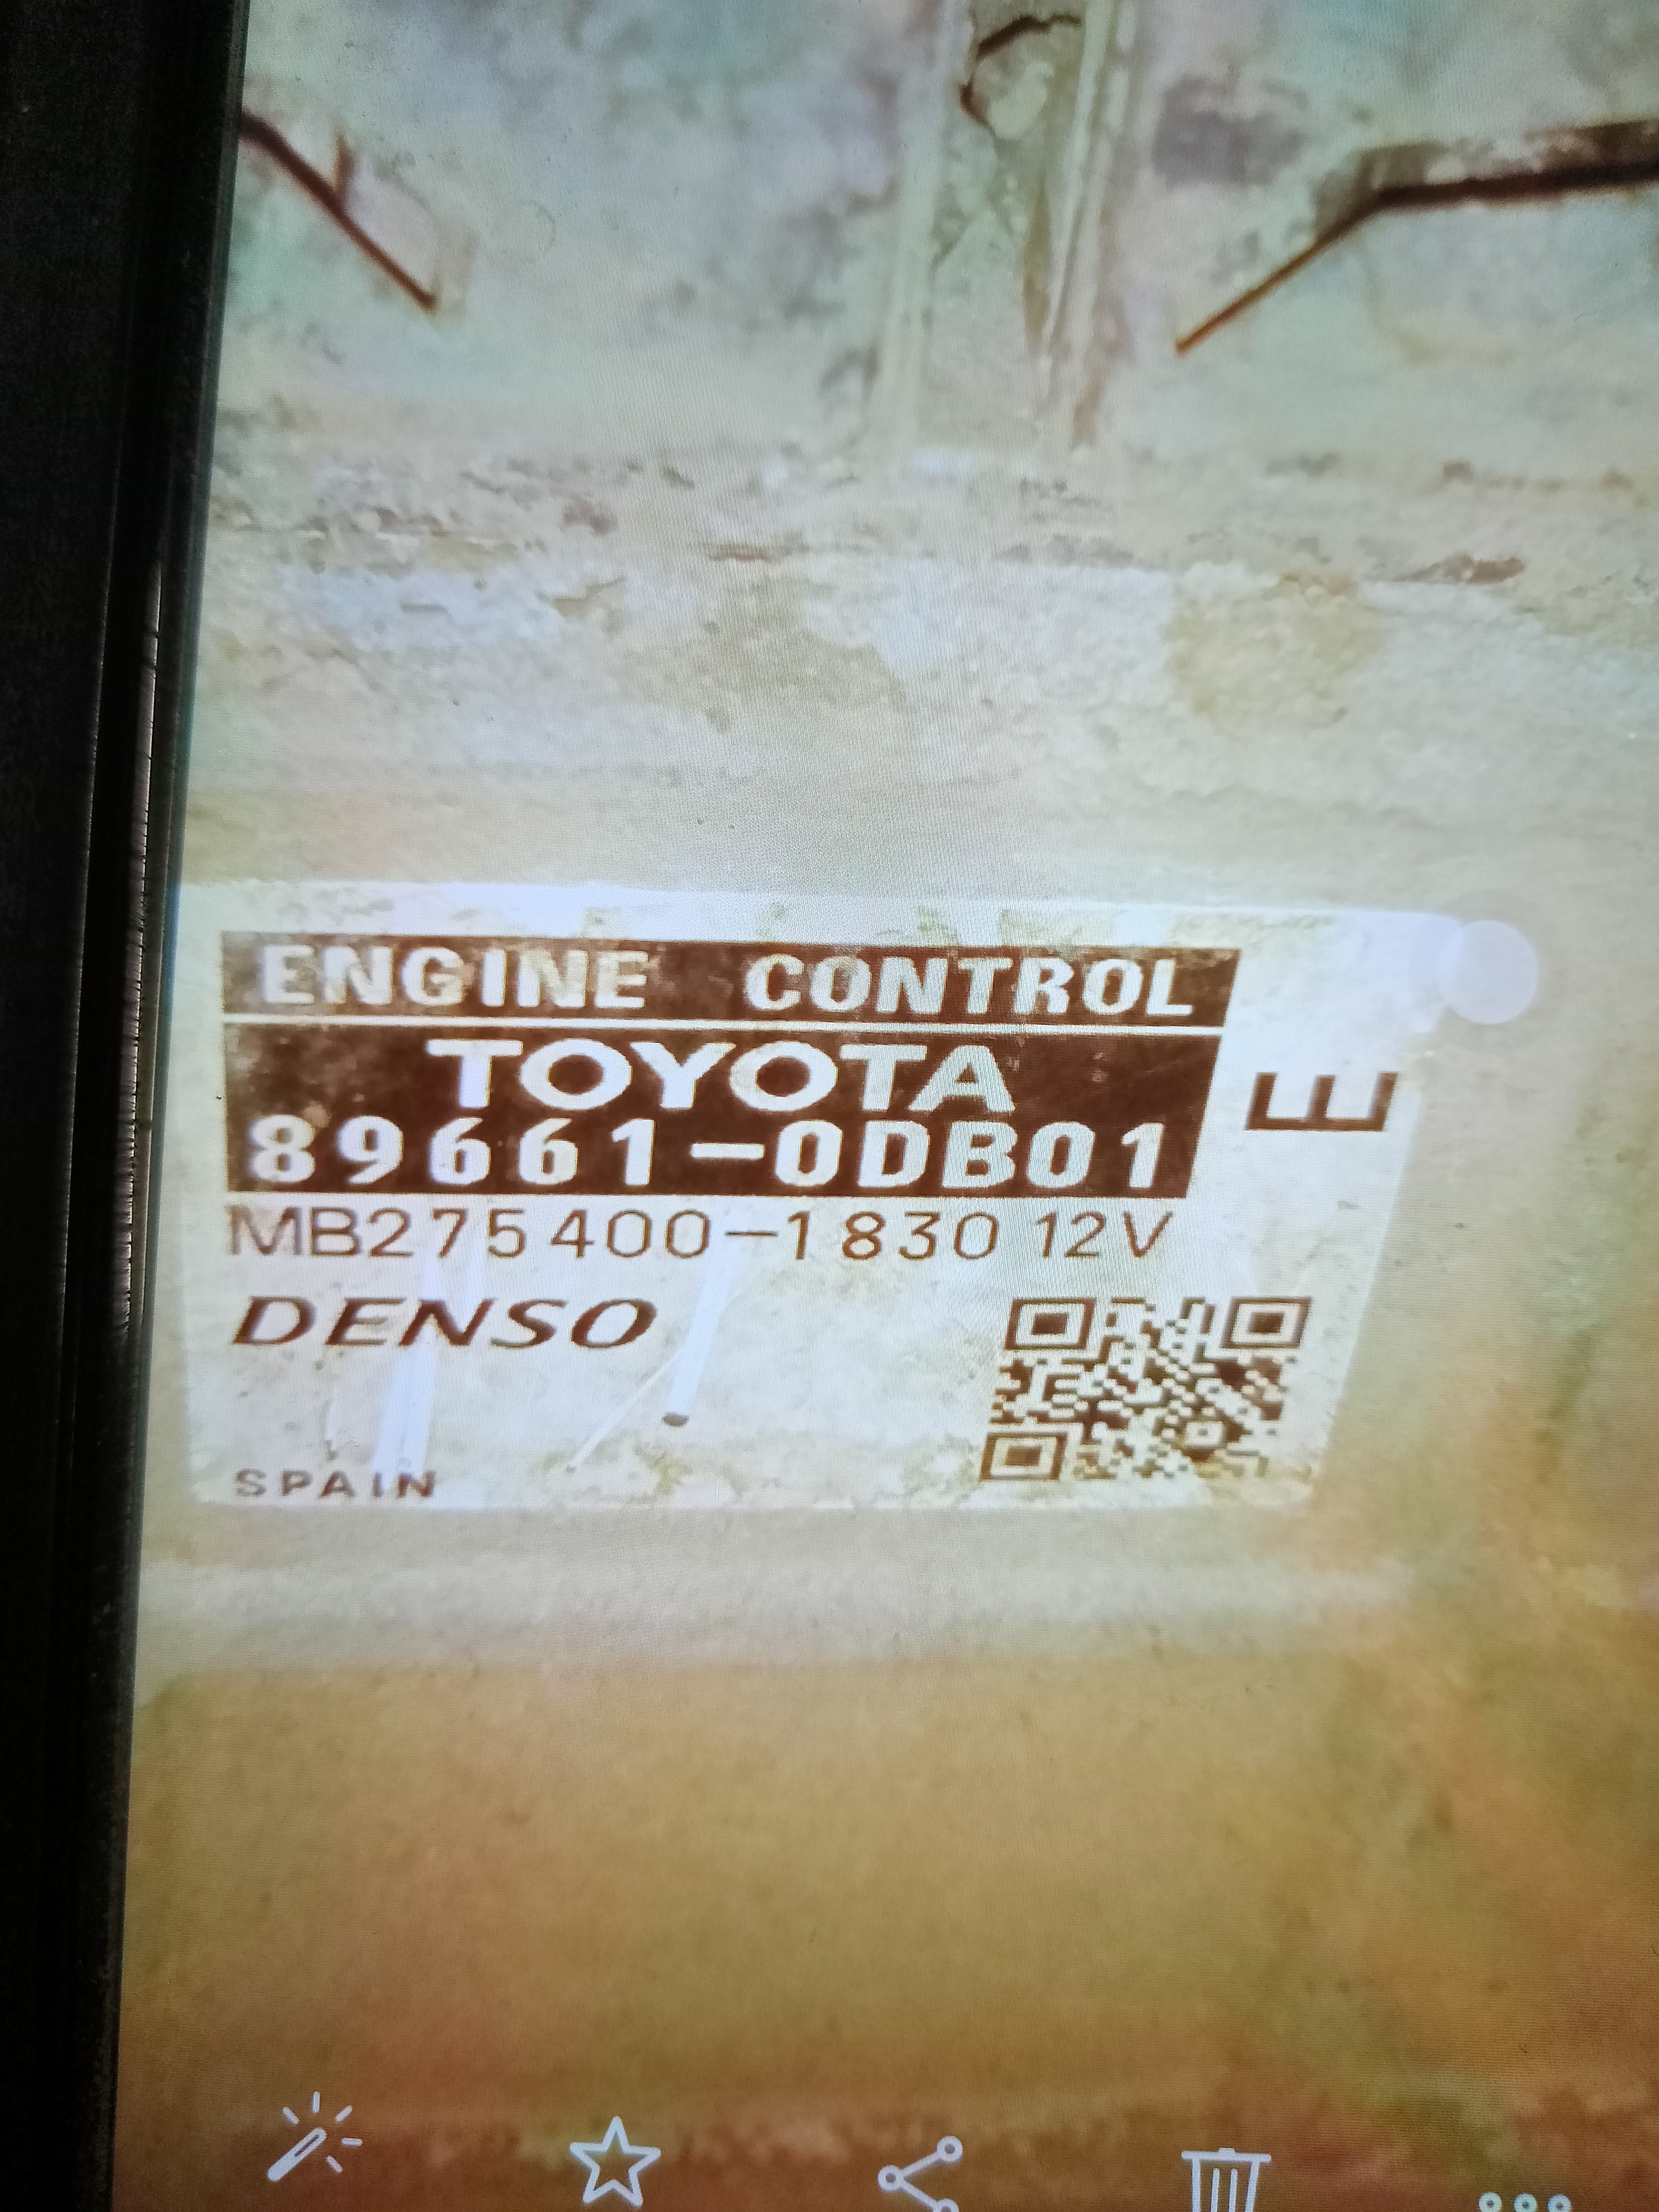 ENGINE CONTROL
TOYOTA
89661-0DB01
E
MB275400-1830 12V
DENSO
SPAIN